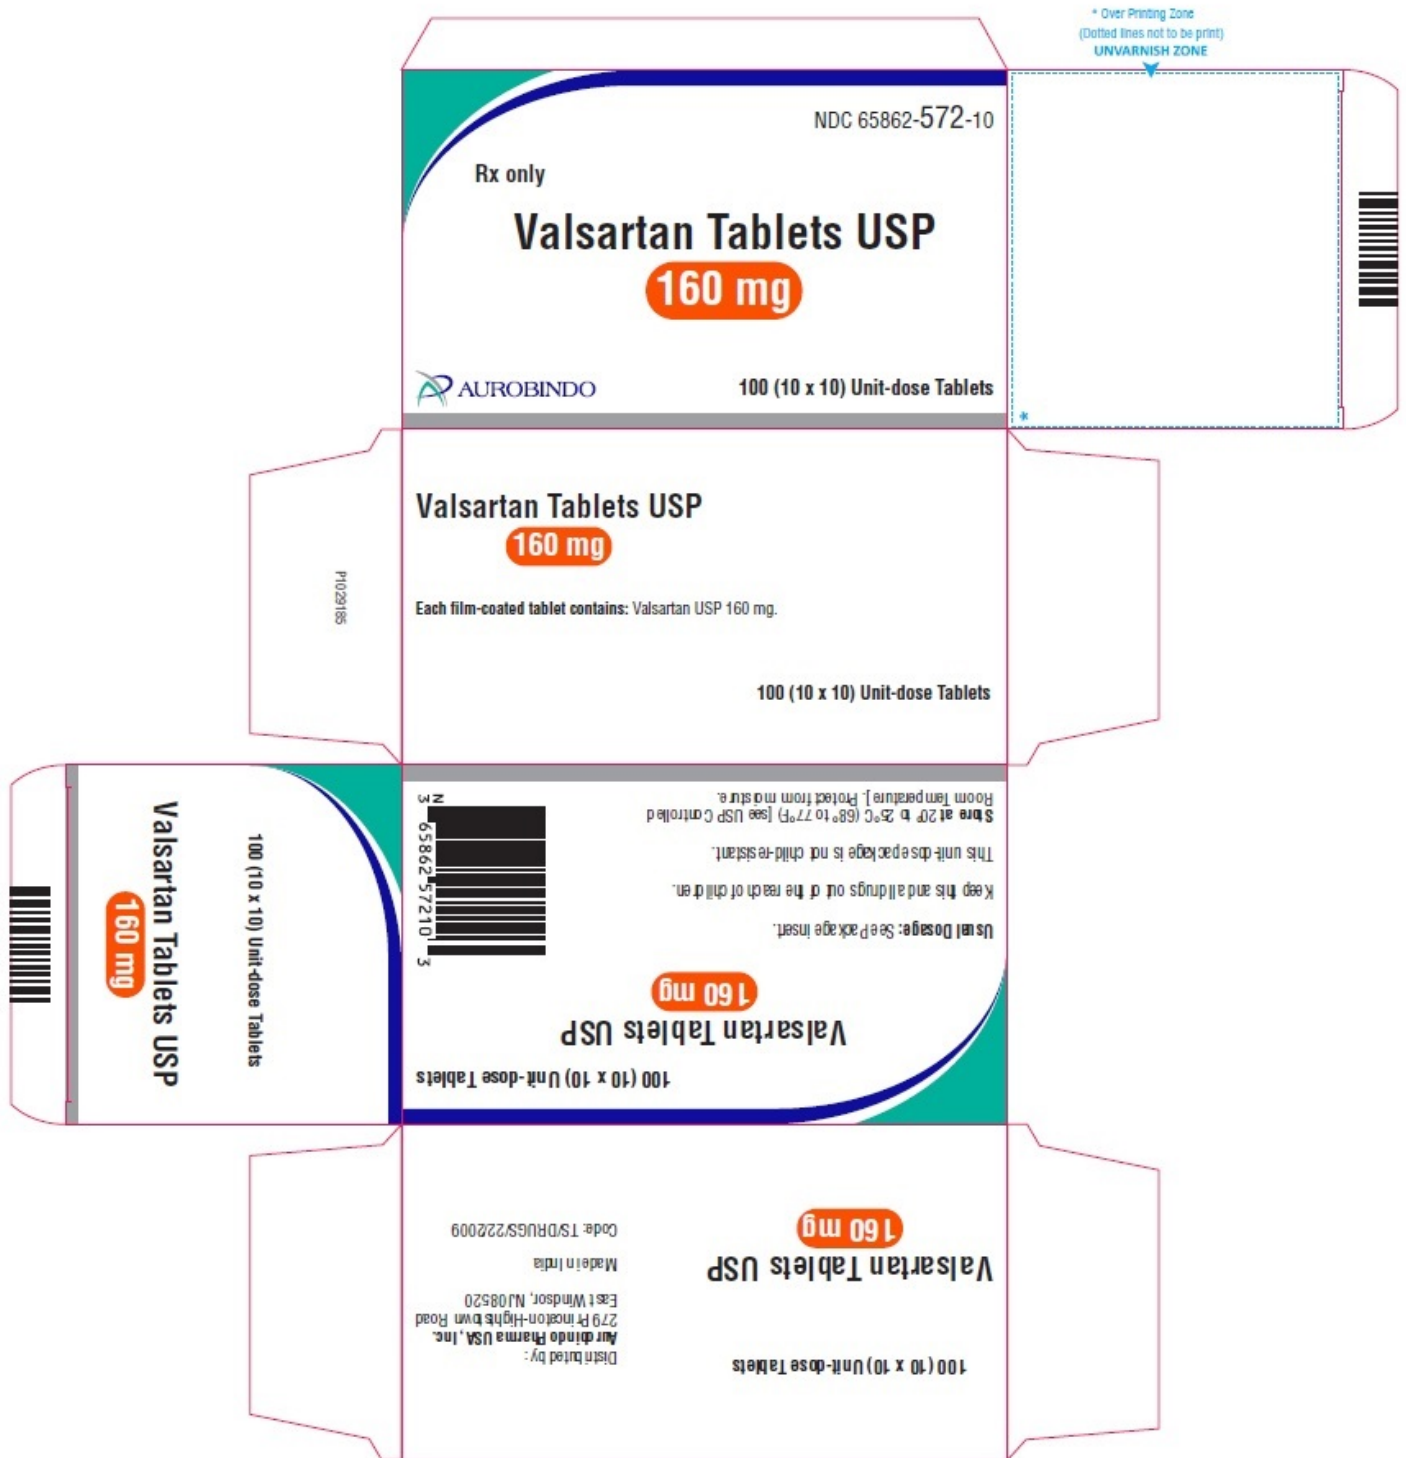 * Over Printing Zone
(Dotted lines not to be print)
UNVARNISH ZONE
NDC 65862-572-10
Rx only
Valsartan Tablets USP
160 mg
AUROBINDO
100 (10 x 10) Unit-dose Tablets
*
Valsartan Tablets USP
160 mg
Each film-coated tablet contains: Valsartan USP 160 mg.
100 (10 x 10) Unit-dose Tablets
P1029185
Valsartan Tablets USP
160 mg
100 (10 x 10) Unit-dose Tablets
100 (10 x 10) Unit-dose Tablets
Valsartan Tablets USP
160 mg
Usual Dosage: See Package insert.
Keep this and all drugs out of the reach of children.
This unit-dose package is not child-resistant.
Store at 20° to 25°C (68° to 77°F) [see USP Controlled
Room Temperature]. Protect from moisture.
N
3 65862 57210 3
100 (10 x 10) Unit-dose Tablets
Valsartan Tablets USP
160 mg
Distributed by:
Aurobindo Pharma USA, Inc.
279 Princeton-Hightstown Road
East Windsor, NJ 08520
Made in India
Code: TS/DRUGS/22/2009